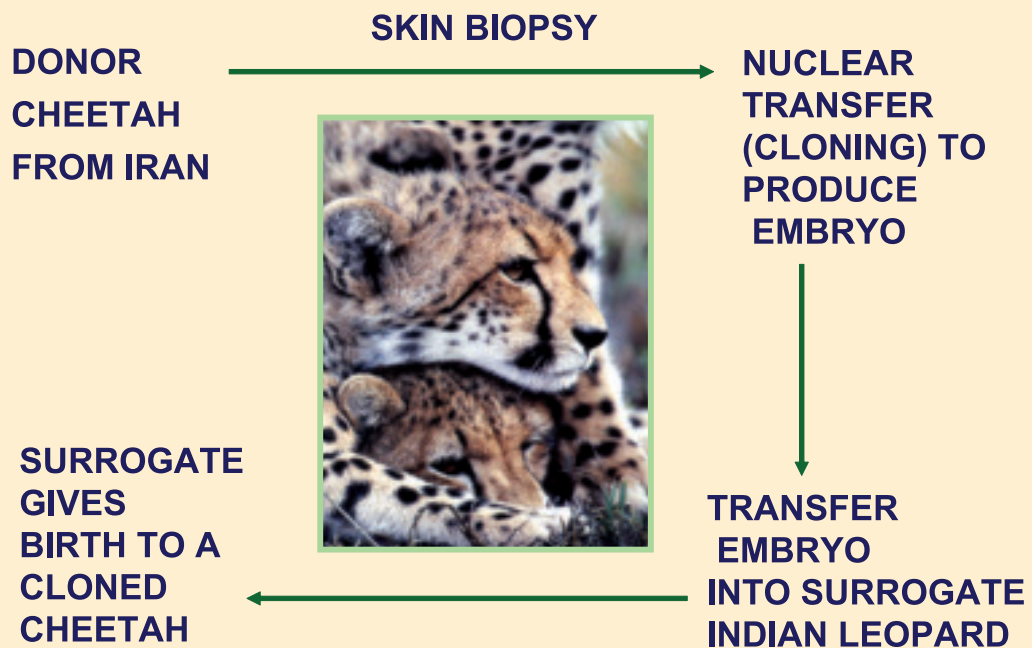 SKIN BIOPSY
DONOR
CHEETAH
FROM IRAN
NUCLEAR
TRANSFER
(CLONING) TO
PRODUCE
EMBRYO
TRANSFER
EMBRYO
INTO SURROGATE
INDIAN LEOPARD
SURROGATE
GIVES
BIRTH TO A
CLONED
CHEETAH